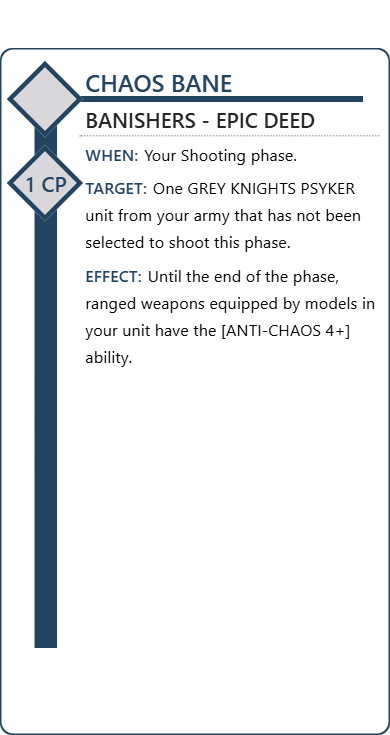 CHAOS BANE
BANISHERS - EPIC DEED
1 CP
WHEN: Your Shooting phase.
TARGET: One GREY KNIGHTS PSYKER
unit from your army that has not been
selected to shoot this phase.
EFFECT: Until the end of the phase,
ranged weapons equipped by models in
your unit have the [ANTI-CHAOS 4+]
ability.